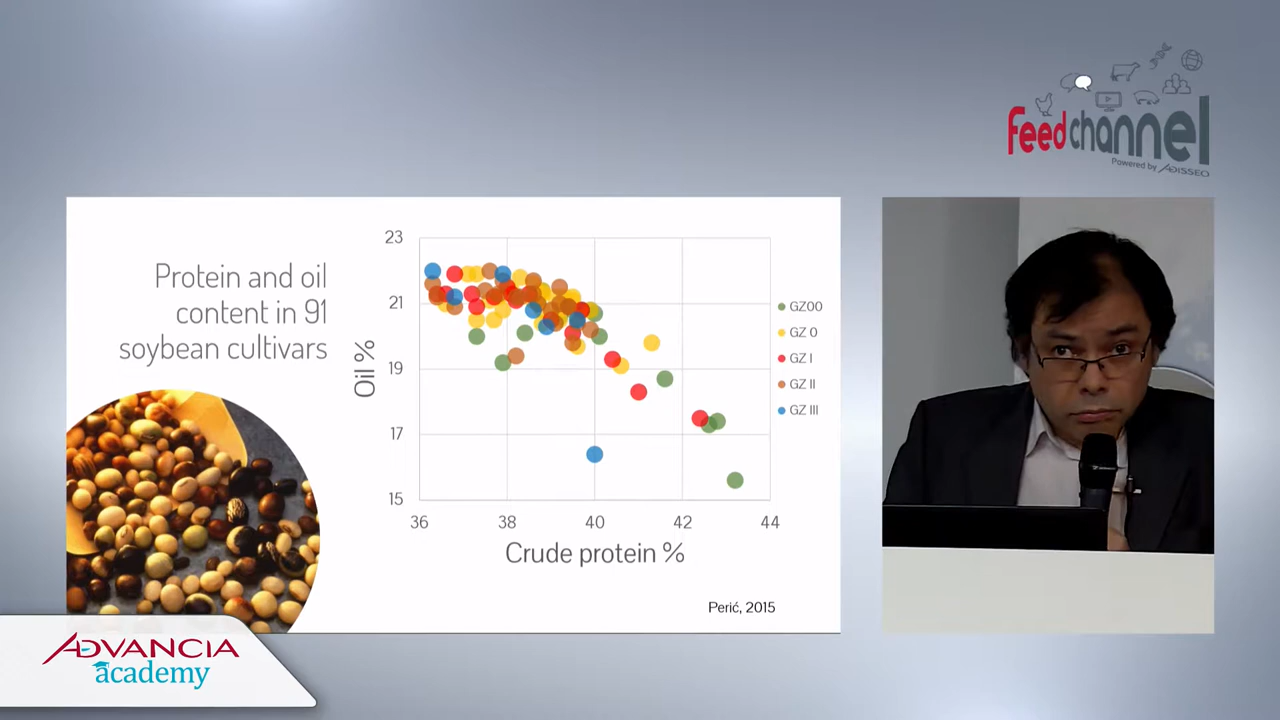 feedchannel
Powered by ADISSEO
Protein and oil
content in 91
soybean cultivars
Oil %
23
21
19
17
15
36
38
40
42
44
Crude protein %
GZ00
GZ 0
GZ I
GZ II
GZ III
Perić, 2015
ADVANCIA
academy